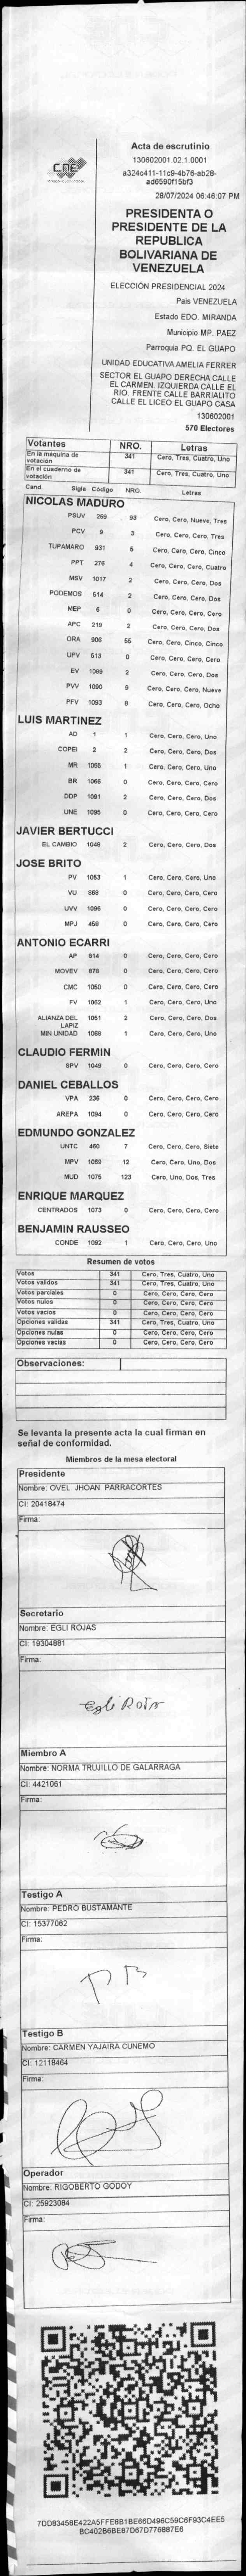 CNE
Acta de escrutinio
130602001.02.1.0001
a324c411-11c9-4b76-ab28-
ad6590f15bf3
28/07/2024 06:46:07 PM
PRESIDENTA O
PRESIDENTE DE LA
REPUBLICA
BOLIVARIANA DE
VENEZUELA
ELECCIÓN PRESIDENCIAL 2024
Pais VENEZUELA
Estado EDO. MIRANDA
Municipio MP. PAEZ
Parroquia PQ. EL GUAPO
UNIDAD EDUCATIVA AMELIA FERRER
SECTOR EL GUAPO DERECHA CALLE
EL CARMEN. IZQUIERDA CALLE EL
RIO. FRENTE CALLE BARRIALITO
CALLE EL LICEO EL GUAPO CASA
130602001
570 Electores
Votantes NRO. Letras
En la máquina de votación 341 Cero, Tres, Cuatro, Uno
En el cuaderno de votación 341 Cero, Tres, Cuatro, Uno
Cand. Sigla Código NRO. Letras
NICOLAS MADURO
PSUV 269 93 Cero, Cero, Nueve, Tres
PCV 9 3 Cero, Cero, Cero, Tres
TUPAMARO 931 5 Cero, Cero, Cero, Cinco
PPT 276 4 Cero, Cero, Cero, Cuatro
MSV 1017 2 Cero, Cero, Cero, Dos
PODEMOS 514 2 Cero, Cero, Cero, Dos
MEP 6 0 Cero, Cero, Cero, Cero
APC 219 2 Cero, Cero, Cero, Dos
ORA 906 55 Cero, Cero, Cinco, Cinco
UPV 513 0 Cero, Cero, Cero, Cero
EV 1089 2 Cero, Cero, Cero, Dos
PVV 1090 9 Cero, Cero, Cero, Nueve
PFV 1093 8 Cero, Cero, Cero, Ocho
LUIS MARTINEZ
AD 1 1 Cero, Cero, Cero, Uno
COPEI 2 2 Cero, Cero, Cero, Dos
MR 1065 1 Cero, Cero, Cero, Uno
BR 1066 0 Cero, Cero, Cero, Cero
DDP 1091 2 Cero, Cero, Cero, Dos
UNE 1095 0 Cero, Cero, Cero, Cero
JAVIER BERTUCCI
EL CAMBIO 1049 2 Cero, Cero, Cero, Dos
JOSE BRITO
PV 1053 1 Cero, Cero, Cero, Uno
VU 868 0 Cero, Cero, Cero, Cero
UVV 1096 0 Cero, Cero, Cero, Cero
MPJ 458 0 Cero, Cero, Cero, Cero
ANTONIO ECARRI
AP 814 0 Cero, Cero, Cero, Cero
MOVEV 878 0 Cero, Cero, Cero, Cero
CMC 1050 0 Cero, Cero, Cero, Cero
FV 1062 1 Cero, Cero, Cero, Uno
ALIANZA DEL LAPIZ 1051 2 Cero, Cero, Cero, Dos
MIN UNIDAD 1068 1 Cero, Cero, Cero, Uno
CLAUDIO FERMIN
SPV 1049 0 Cero, Cero, Cero, Cero
DANIEL CEBALLOS
VPA 236 0 Cero, Cero, Cero, Cero
AREPA 1094 0 Cero, Cero, Cero, Cero
EDMUNDO GONZALEZ
UNTC 460 7 Cero, Cero, Cero, Siete
MPV 1069 12 Cero, Cero, Uno, Dos
MUD 1075 123 Cero, Uno, Dos, Tres
ENRIQUE MARQUEZ
CENTRADOS 1073 0 Cero, Cero, Cero, Cero
BENJAMIN RAUSSEO
CONDE 1092 1 Cero, Cero, Cero, Uno
Resumen de votos
Votos 341 Cero, Tres, Cuatro, Uno
Votos validos 341 Cero, Tres, Cuatro, Uno
Votos parciales 0 Cero, Cero, Cero, Cero
Votos nulos 0 Cero, Cero, Cero, Cero
Votos vacios 0 Cero, Cero, Cero, Cero
Opciones validas 341 Cero, Tres, Cuatro, Uno
Opciones nulas 0 Cero, Cero, Cero, Cero
Opciones vacias 0 Cero, Cero, Cero, Cero
Observaciones:
Se levanta la presente acta la cual firman en
señal de conformidad.
Miembros de la mesa electoral
Presidente
Nombre: OVEL JHOAN PARRACORTES
CI: 20418474
Firma:
Secretario
Nombre: EGLI ROJAS
CI: 19304881
Firma:
Egli Rojas
Miembro A
Nombre: NORMA TRUJILLO DE GALARRAGA
CI: 4421061
Firma:
Testigo A
Nombre: PEDRO BUSTAMANTE
CI: 15377062
Firma:
PB
Testigo B
Nombre: CARMEN YAJAIRA CUNEMO
CI: 12118464
Firma:
Operador
Nombre: RIGOBERTO GODOY
CI: 25923084
Firma:
7DD83458E422A5FFE8B1BE66D496C59C6F93C4EE5
BC402B6BE87D67D776887E6